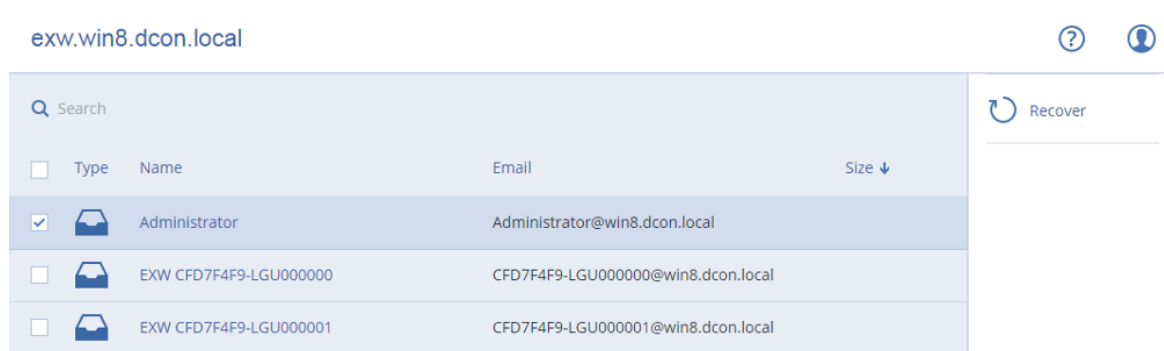 exw.win8.dcon.local
Search
Recover
Type Name Email Size
Administrator Administrator@win8.dcon.local
EXW CFD7F4F9-LGU000000 CFD7F4F9-LGU000000@win8.dcon.local
EXW CFD7F4F9-LGU000001 CFD7F4F9-LGU000001@win8.dcon.local